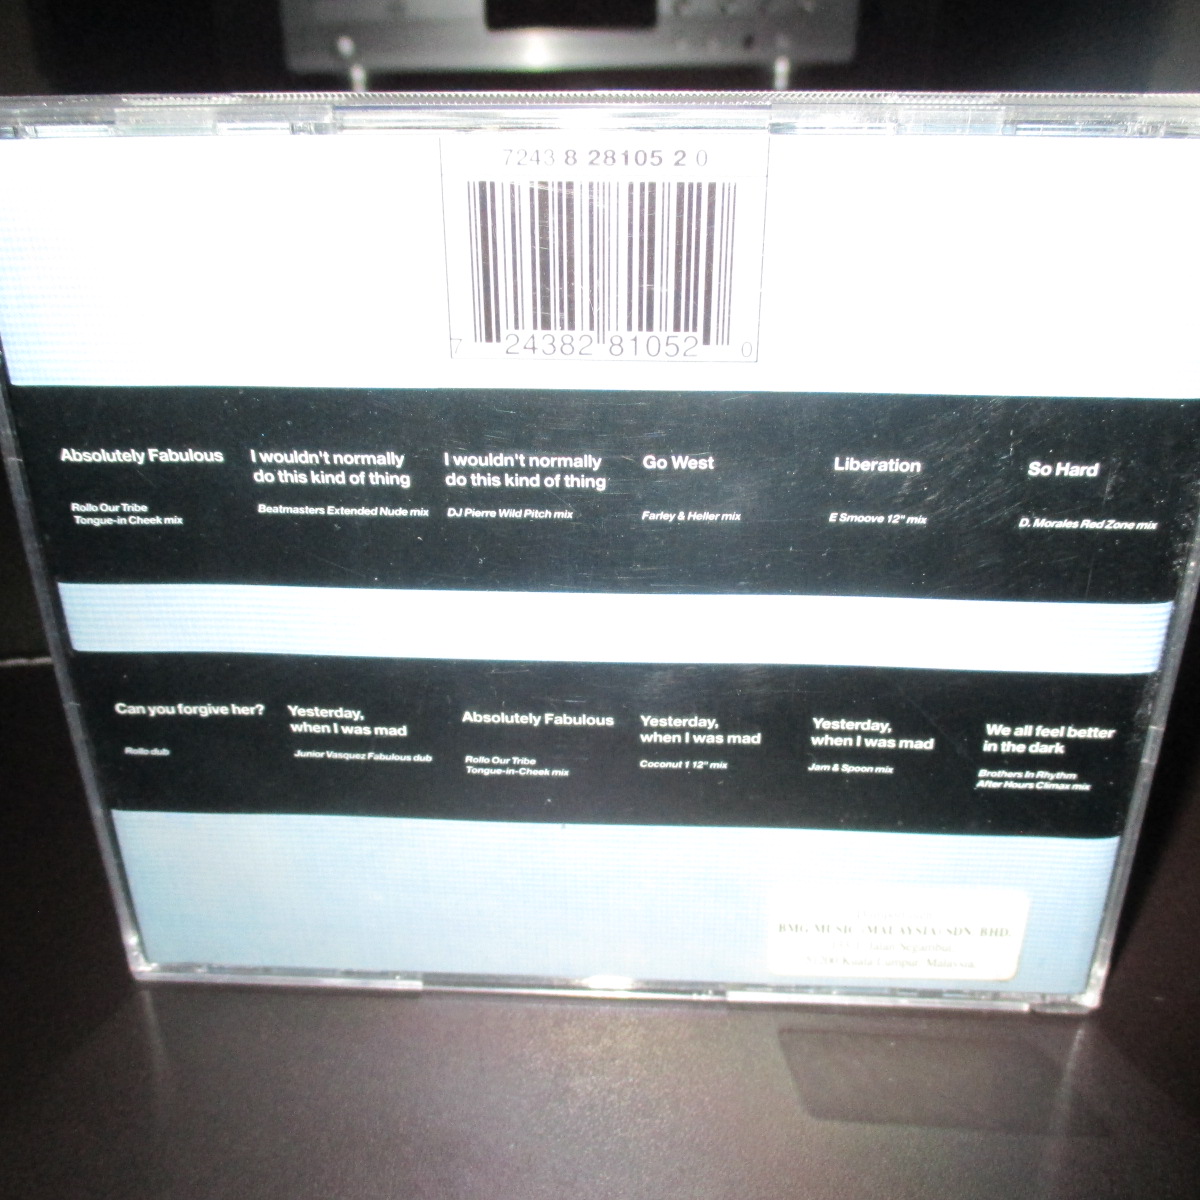 7243 8 28105 2 0
7 24382 81052 0
Absolutely Fabulous
Rollo Our Tribe
Tongue-in Cheek mix
I wouldn't normally
do this kind of thing
Beatmasters Extended Nude mix
I wouldn't normally
do this kind of thing
DJ Pierre Wild Pitch mix
Go West
Farley & Heller mix
Liberation
E Smoove 12" mix
So Hard
D. Morales Red Zone mix
Can you forgive her?
Rollo dub
Yesterday,
when I was mad
Junior Vasquez Fabulous dub
Absolutely Fabulous
Rollo Our Tribe
Tongue-in-Cheek mix
Yesterday,
when I was mad
Coconut 1 12" mix
Yesterday,
when I was mad
Jam & Spoon mix
We all feel better
in the dark
Brothers In Rhythm
After Hours Climax mix
BMG MUSIC (MALAYSIA) SDN. BHD.
Jalan Segambut
Kuala Lumpur, Malaysia